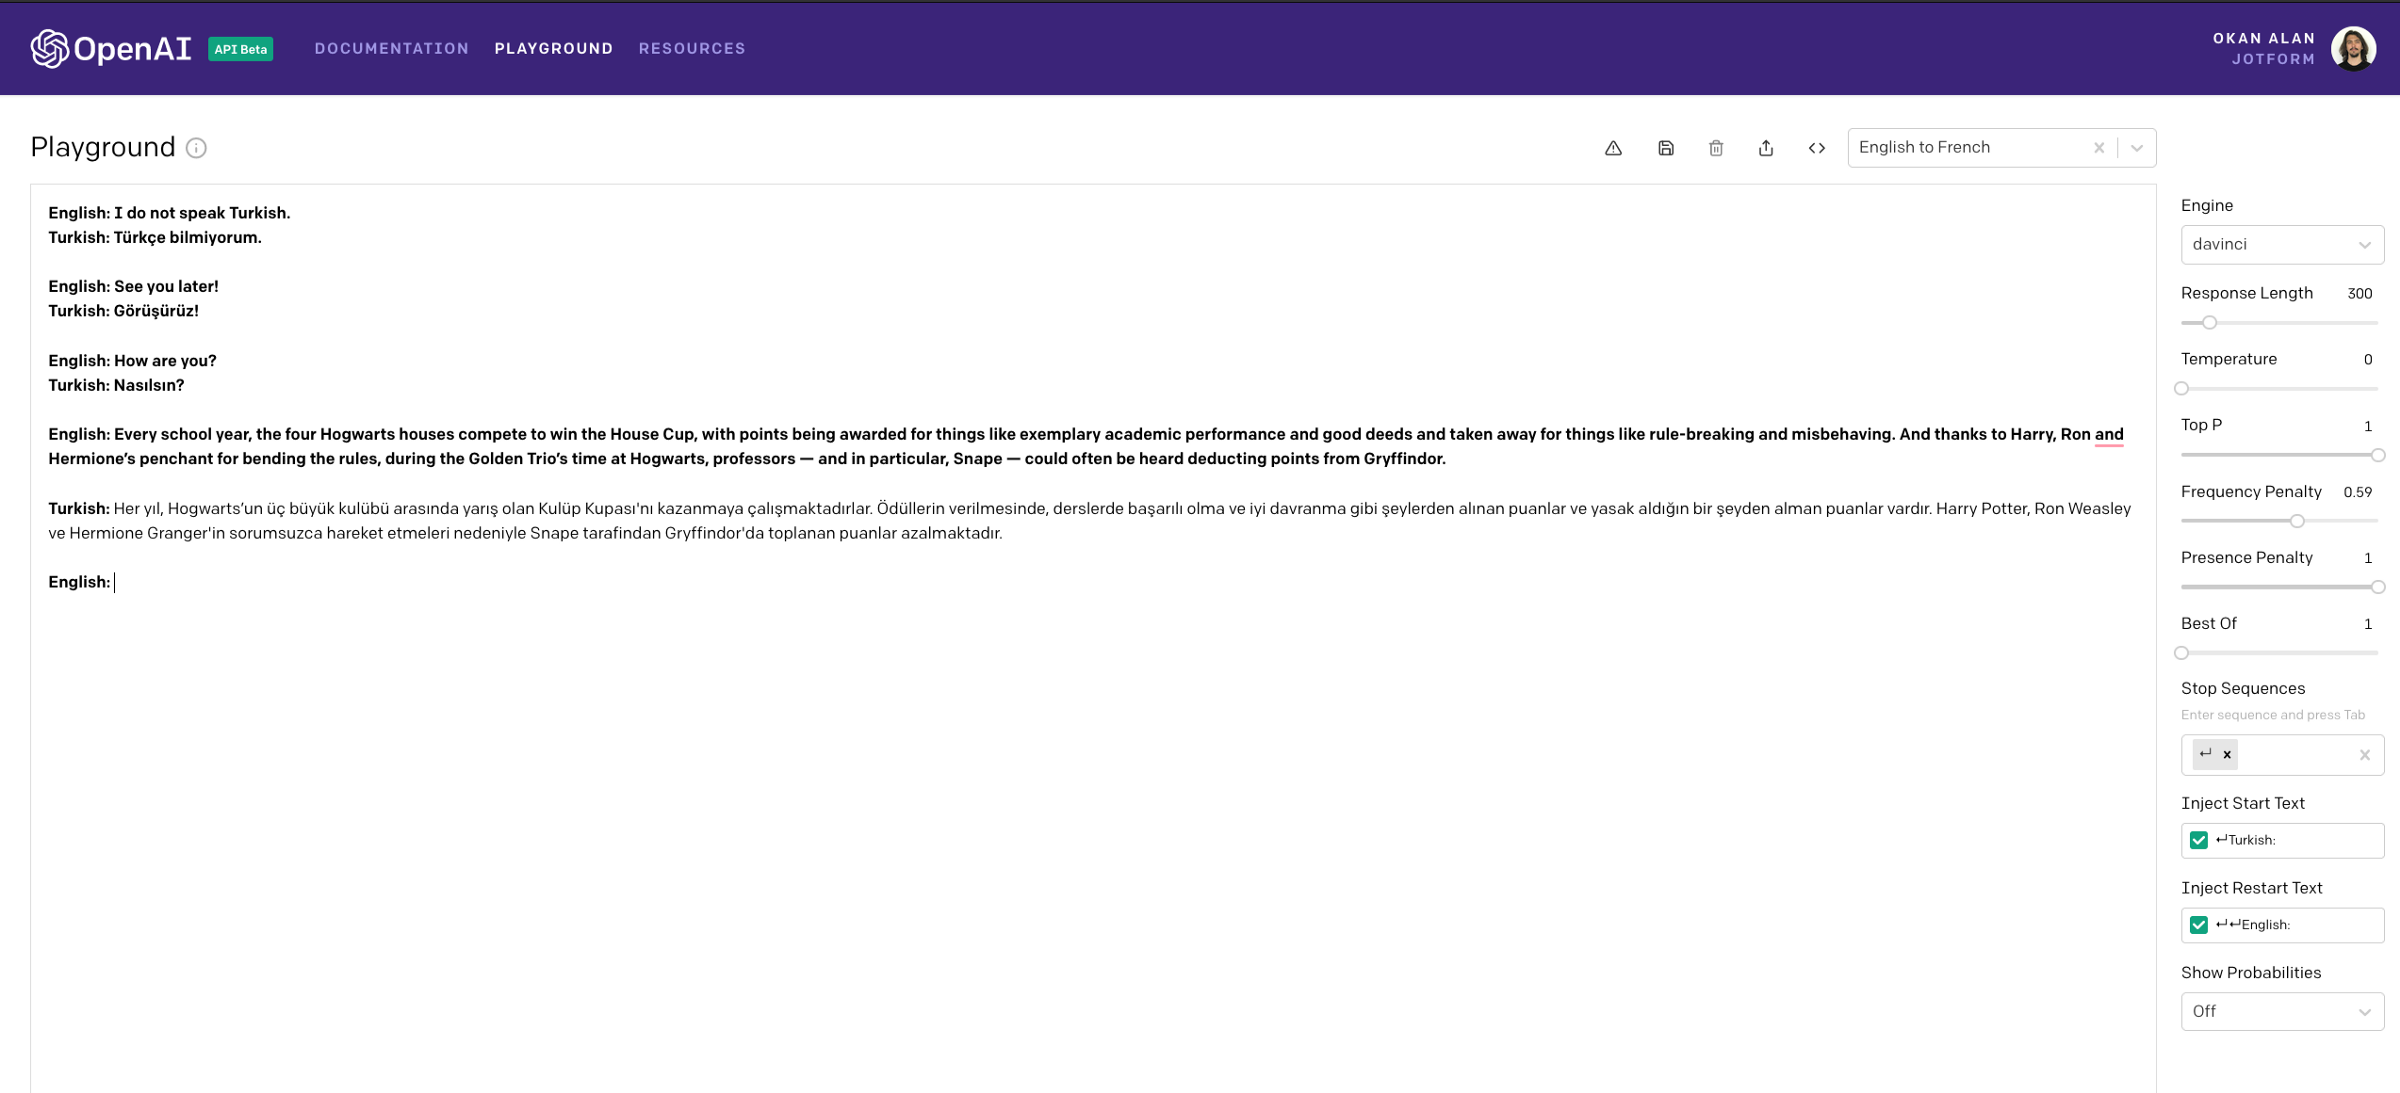 OpenAI API Beta DOCUMENTATION PLAYGROUND RESOURCES OKAN ALAN
JOTFORM
Playground
English to French
English: I do not speak Turkish.
Turkish: Türkçe bilmiyorum.
English: See you later!
Turkish: Görüşürüz!
English: How are you?
Turkish: Nasılsın?
English: Every school year, the four Hogwarts houses compete to win the House Cup, with points being awarded for things like exemplary academic performance and good deeds and taken away for things like rule-breaking and misbehaving. And thanks to Harry, Ron and
Hermione’s penchant for bending the rules, during the Golden Trio’s time at Hogwarts, professors — and in particular, Snape — could often be heard deducting points from Gryffindor.
Turkish: Her yıl, Hogwarts’un üç büyük kulübü arasında yarış olan Kulüp Kupası'nı kazanmaya çalışmaktadırlar. Ödüllerin verilmesinde, derslerde başarılı olma ve iyi davranma gibi şeylerden alınan puanlar ve yasak aldığın bir şeyden alman puanlar vardır. Harry Potter, Ron Weasley
ve Hermione Granger'in sorumsuzca hareket etmeleri nedeniyle Snape tarafından Gryffindor'da toplanan puanlar azalmaktadır.
English:
Engine
davinci
Response Length 300
Temperature 0
Top P 1
Frequency Penalty 0.59
Presence Penalty 1
Best Of 1
Stop Sequences
Enter sequence and press Tab
↵ x
Inject Start Text
↵Turkish:
Inject Restart Text
↵↵English:
Show Probabilities
Off